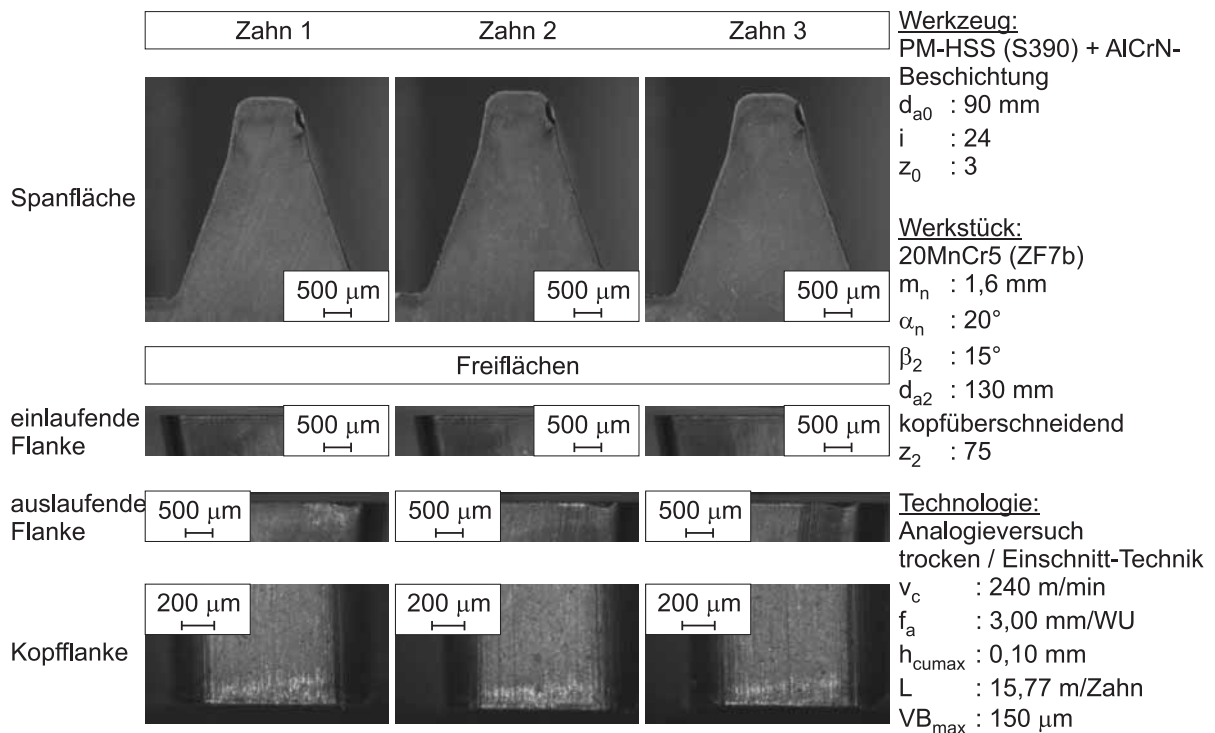 Zahn 1 Zahn 2 Zahn 3
Spanfläche
500 µm 500 µm 500 µm
Freiflächen
einlaufende
Flanke
500 µm 500 µm 500 µm
auslaufende
Flanke
500 µm 500 µm 500 µm
Kopfflanke
200 µm 200 µm 200 µm
Werkzeug:
PM-HSS (S390) + AlCrN-
Beschichtung
d_a0 : 90 mm
i : 24
z_0 : 3
Werkstück:
20MnCr5 (ZF7b)
m_n : 1,6 mm
α_n : 20°
β_2 : 15°
d_a2 : 130 mm
kopfüberschneidend
z_2 : 75
Technologie:
Analogieversuch
trocken / Einschnitt-Technik
v_c : 240 m/min
f_a : 3,00 mm/WU
h_cumax : 0,10 mm
L : 15,77 m/Zahn
VB_max : 150 µm